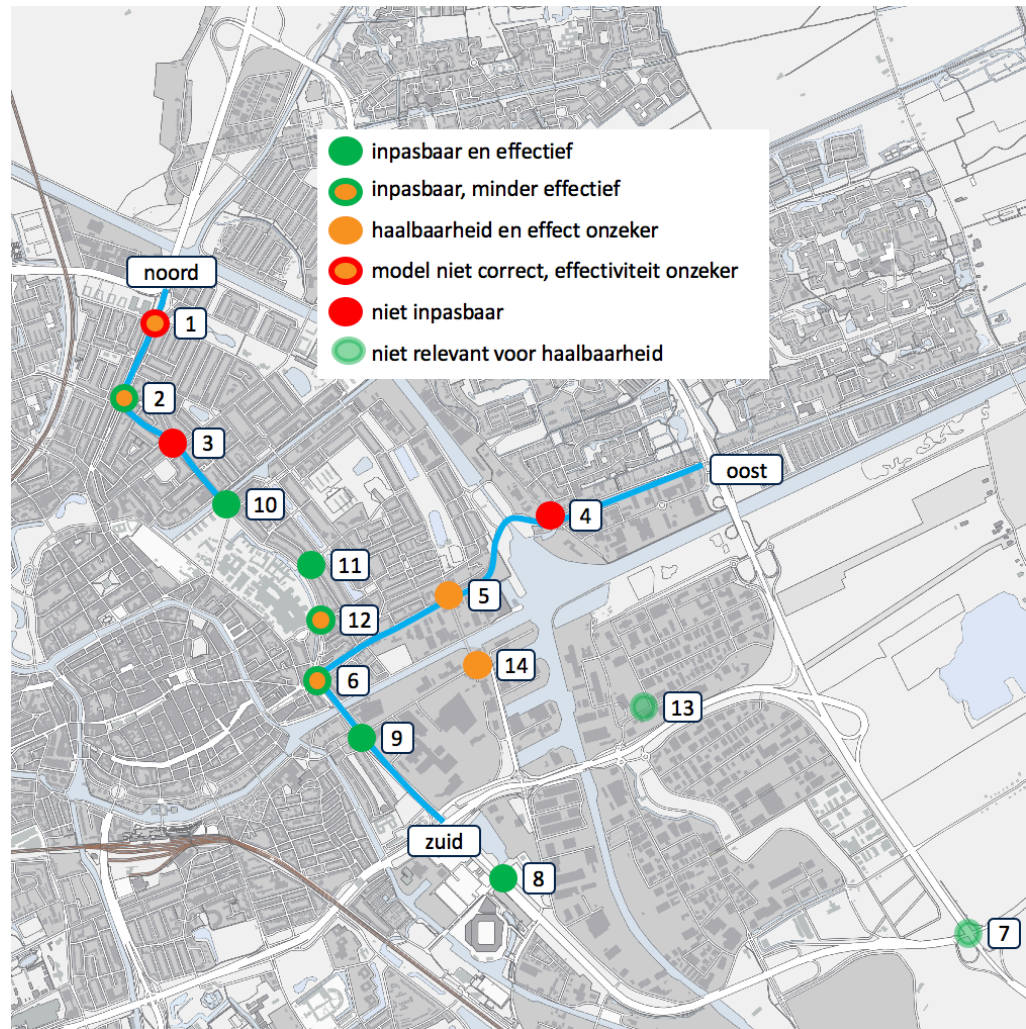 inpasbaar en effectief
inpasbaar, minder effectief
haalbaarheid en effect onzeker
model niet correct, effectiviteit onzeker
niet inpasbaar
niet relevant voor haalbaarheid
noord
1
2
3
10
oost
4
11
5
12
14
6
13
9
zuid
8
7